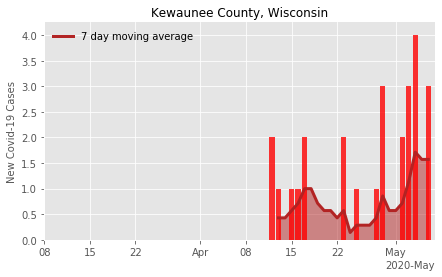 Kewaunee County, Wisconsin
7 day moving average
New Covid-19 Cases
4.0
3.5
3.0
2.5
2.0
1.5
1.0
0.5
0.0
08 15 22 Apr 08 15 22 May
2020-May